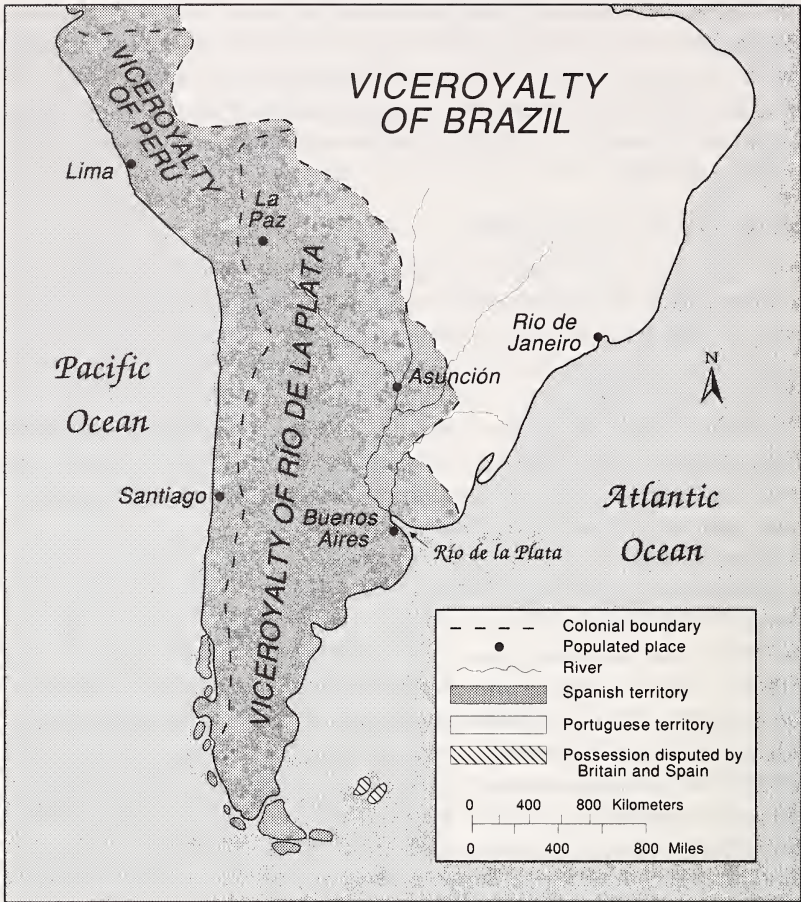 VICEROYALTY
OF PERU
VICEROYALTY
OF BRAZIL
Lima
La
Paz
VICEROYALTY OF RÍO DE LA PLATA
Rio de
Janeiro
Pacific
Ocean
Asunción
N
Santiago
Buenos
Aires
Río de la Plata
Atlantic
Ocean
Colonial boundary
Populated place
River
Spanish territory
Portuguese territory
Possession disputed by
Britain and Spain
0 400 800 Kilometers
0 400 800 Miles